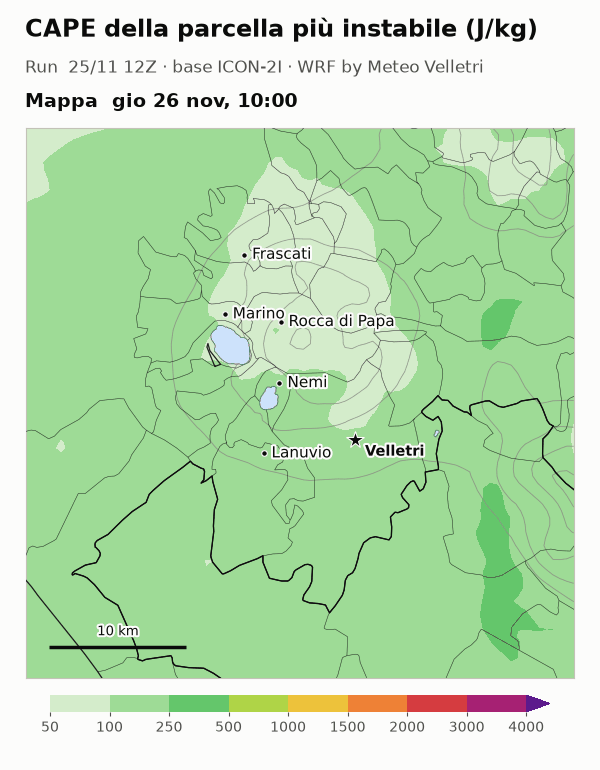 CAPE della parcella più instabile (J/kg)
Run  25/11 12Z · base ICON-2I · WRF by Meteo Velletri
Mappa  gio 26 nov, 10:00
Frascati
Marino
Rocca di Papa
Nemi
Velletri
Lanuvio
10 km
50 100 250 500 1000 1500 2000 3000 4000